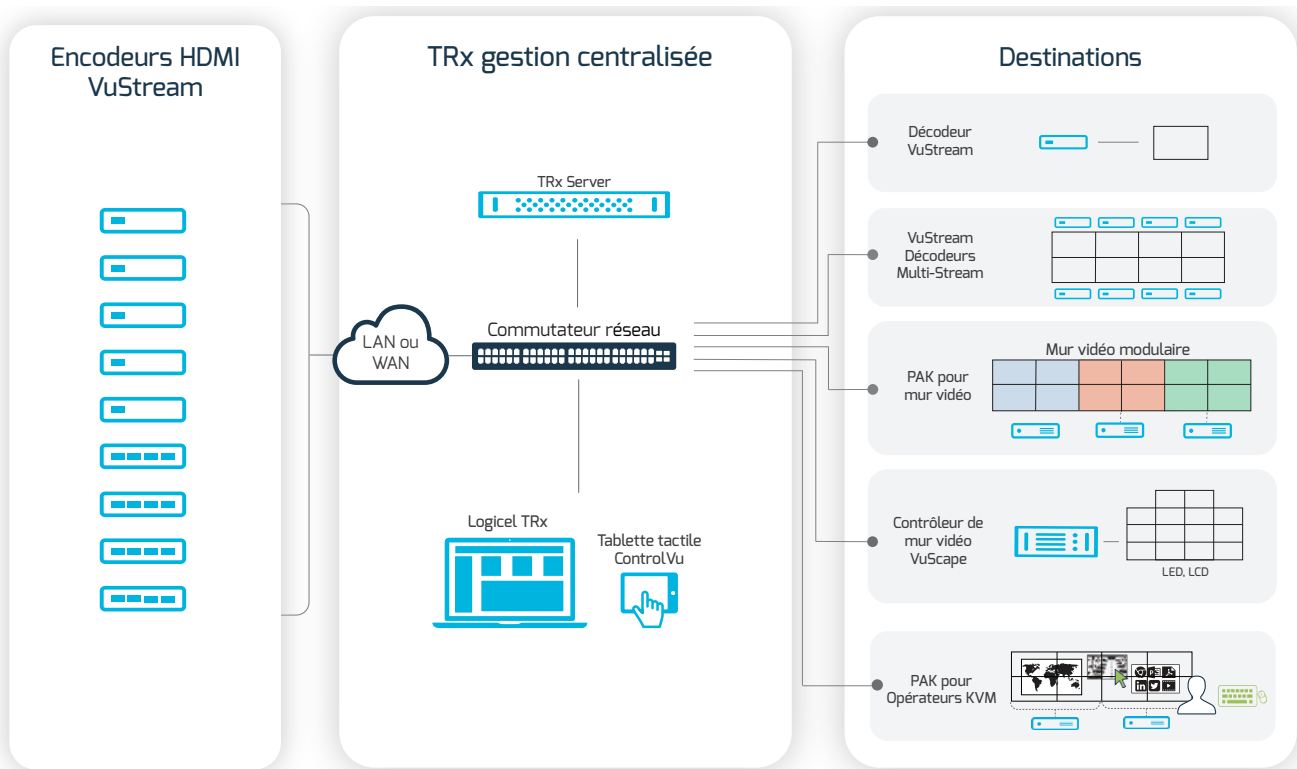 Encodeurs HDMI
VuStream
TRx gestion centralisée
TRx Server
LAN ou
WAN
Commutateur réseau
Logicel TRx
Tablette tactile
ControlVu
Destinations
Décodeur
VuStream
VuStream
Décodeurs
Multi-Stream
PAK pour
mur vidéo
Mur vidéo modulaire
Contrôleur de
mur vidéo
VuScape
LED, LCD
PAK pour
Opérateurs KVM